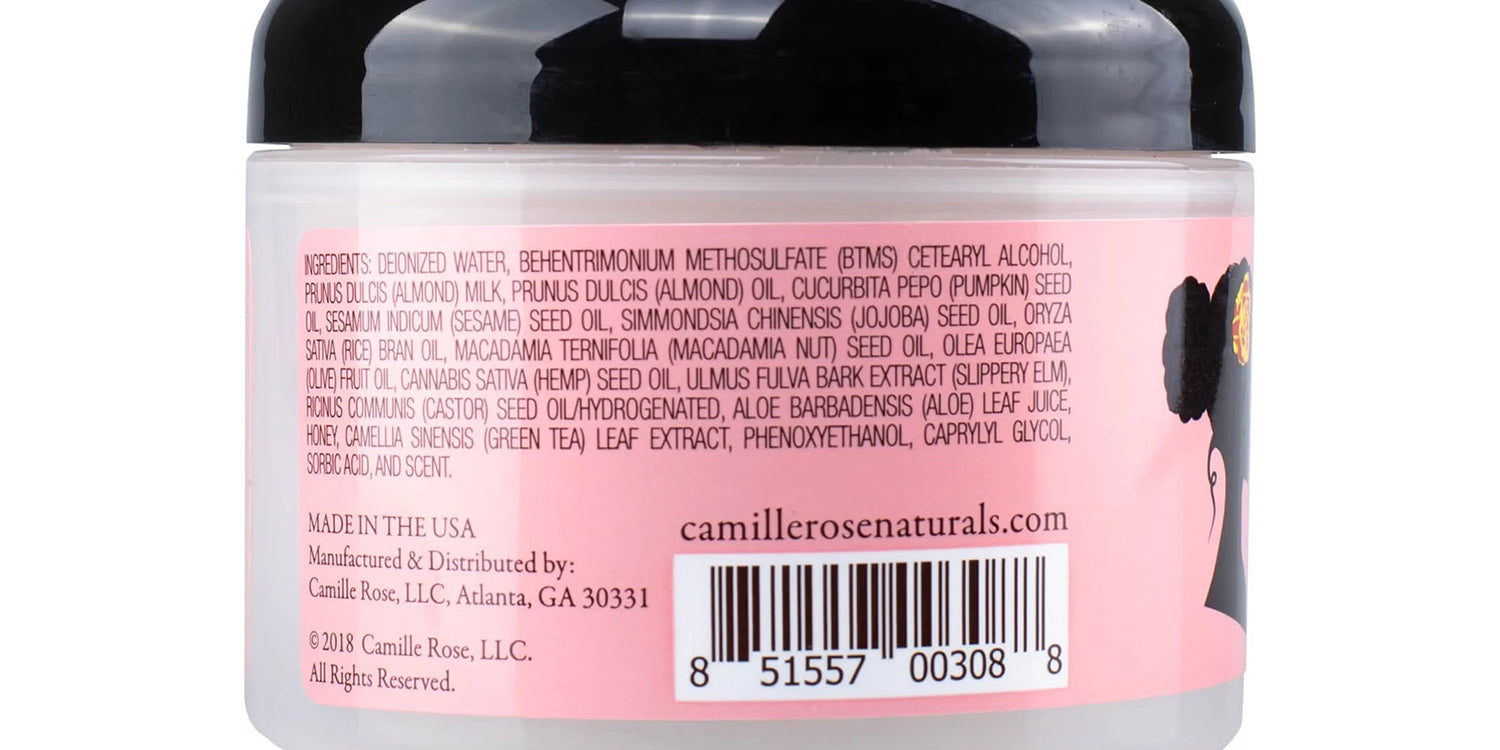 INGREDIENTS: DEIONIZED WATER, BEHENTRIMONIUM METHOSULFATE (BTMS) CETEARYL ALCOHOL,
PRUNUS DULCIS (ALMOND) MILK, PRUNUS DULCIS (ALMOND) OIL, CUCURBITA PEPO (PUMPKIN) SEED
OIL, SESAMUM INDICUM (SESAME) SEED OIL, SIMMONDSIA CHINENSIS (JOJOBA) SEED OIL, ORYZA
SATIVA (RICE) BRAN OIL, MACADAMIA TERNIFOLIA (MACADAMIA NUT) SEED OIL, OLEA EUROPAEA
(OLIVE) FRUIT OIL, CANNABIS SATIVA (HEMP) SEED OIL, ULMUS FULVA BARK EXTRACT (SLIPPERY ELM),
RICINUS COMMUNIS (CASTOR) SEED OIL/HYDROGENATED, ALOE BARBADENSIS (ALOE) LEAF JUICE,
HONEY, CAMELLIA SINENSIS (GREEN TEA) LEAF EXTRACT, PHENOXYETHANOL, CAPRYLYL GLYCOL,
SORBIC ACID, AND SCENT.
MADE IN THE USA
Manufactured & Distributed by:
Camille Rose, LLC, Atlanta, GA 30331
© 2018 Camille Rose, LLC.
All Rights Reserved.
camillerosenaturals.com
8 51557 00308 8